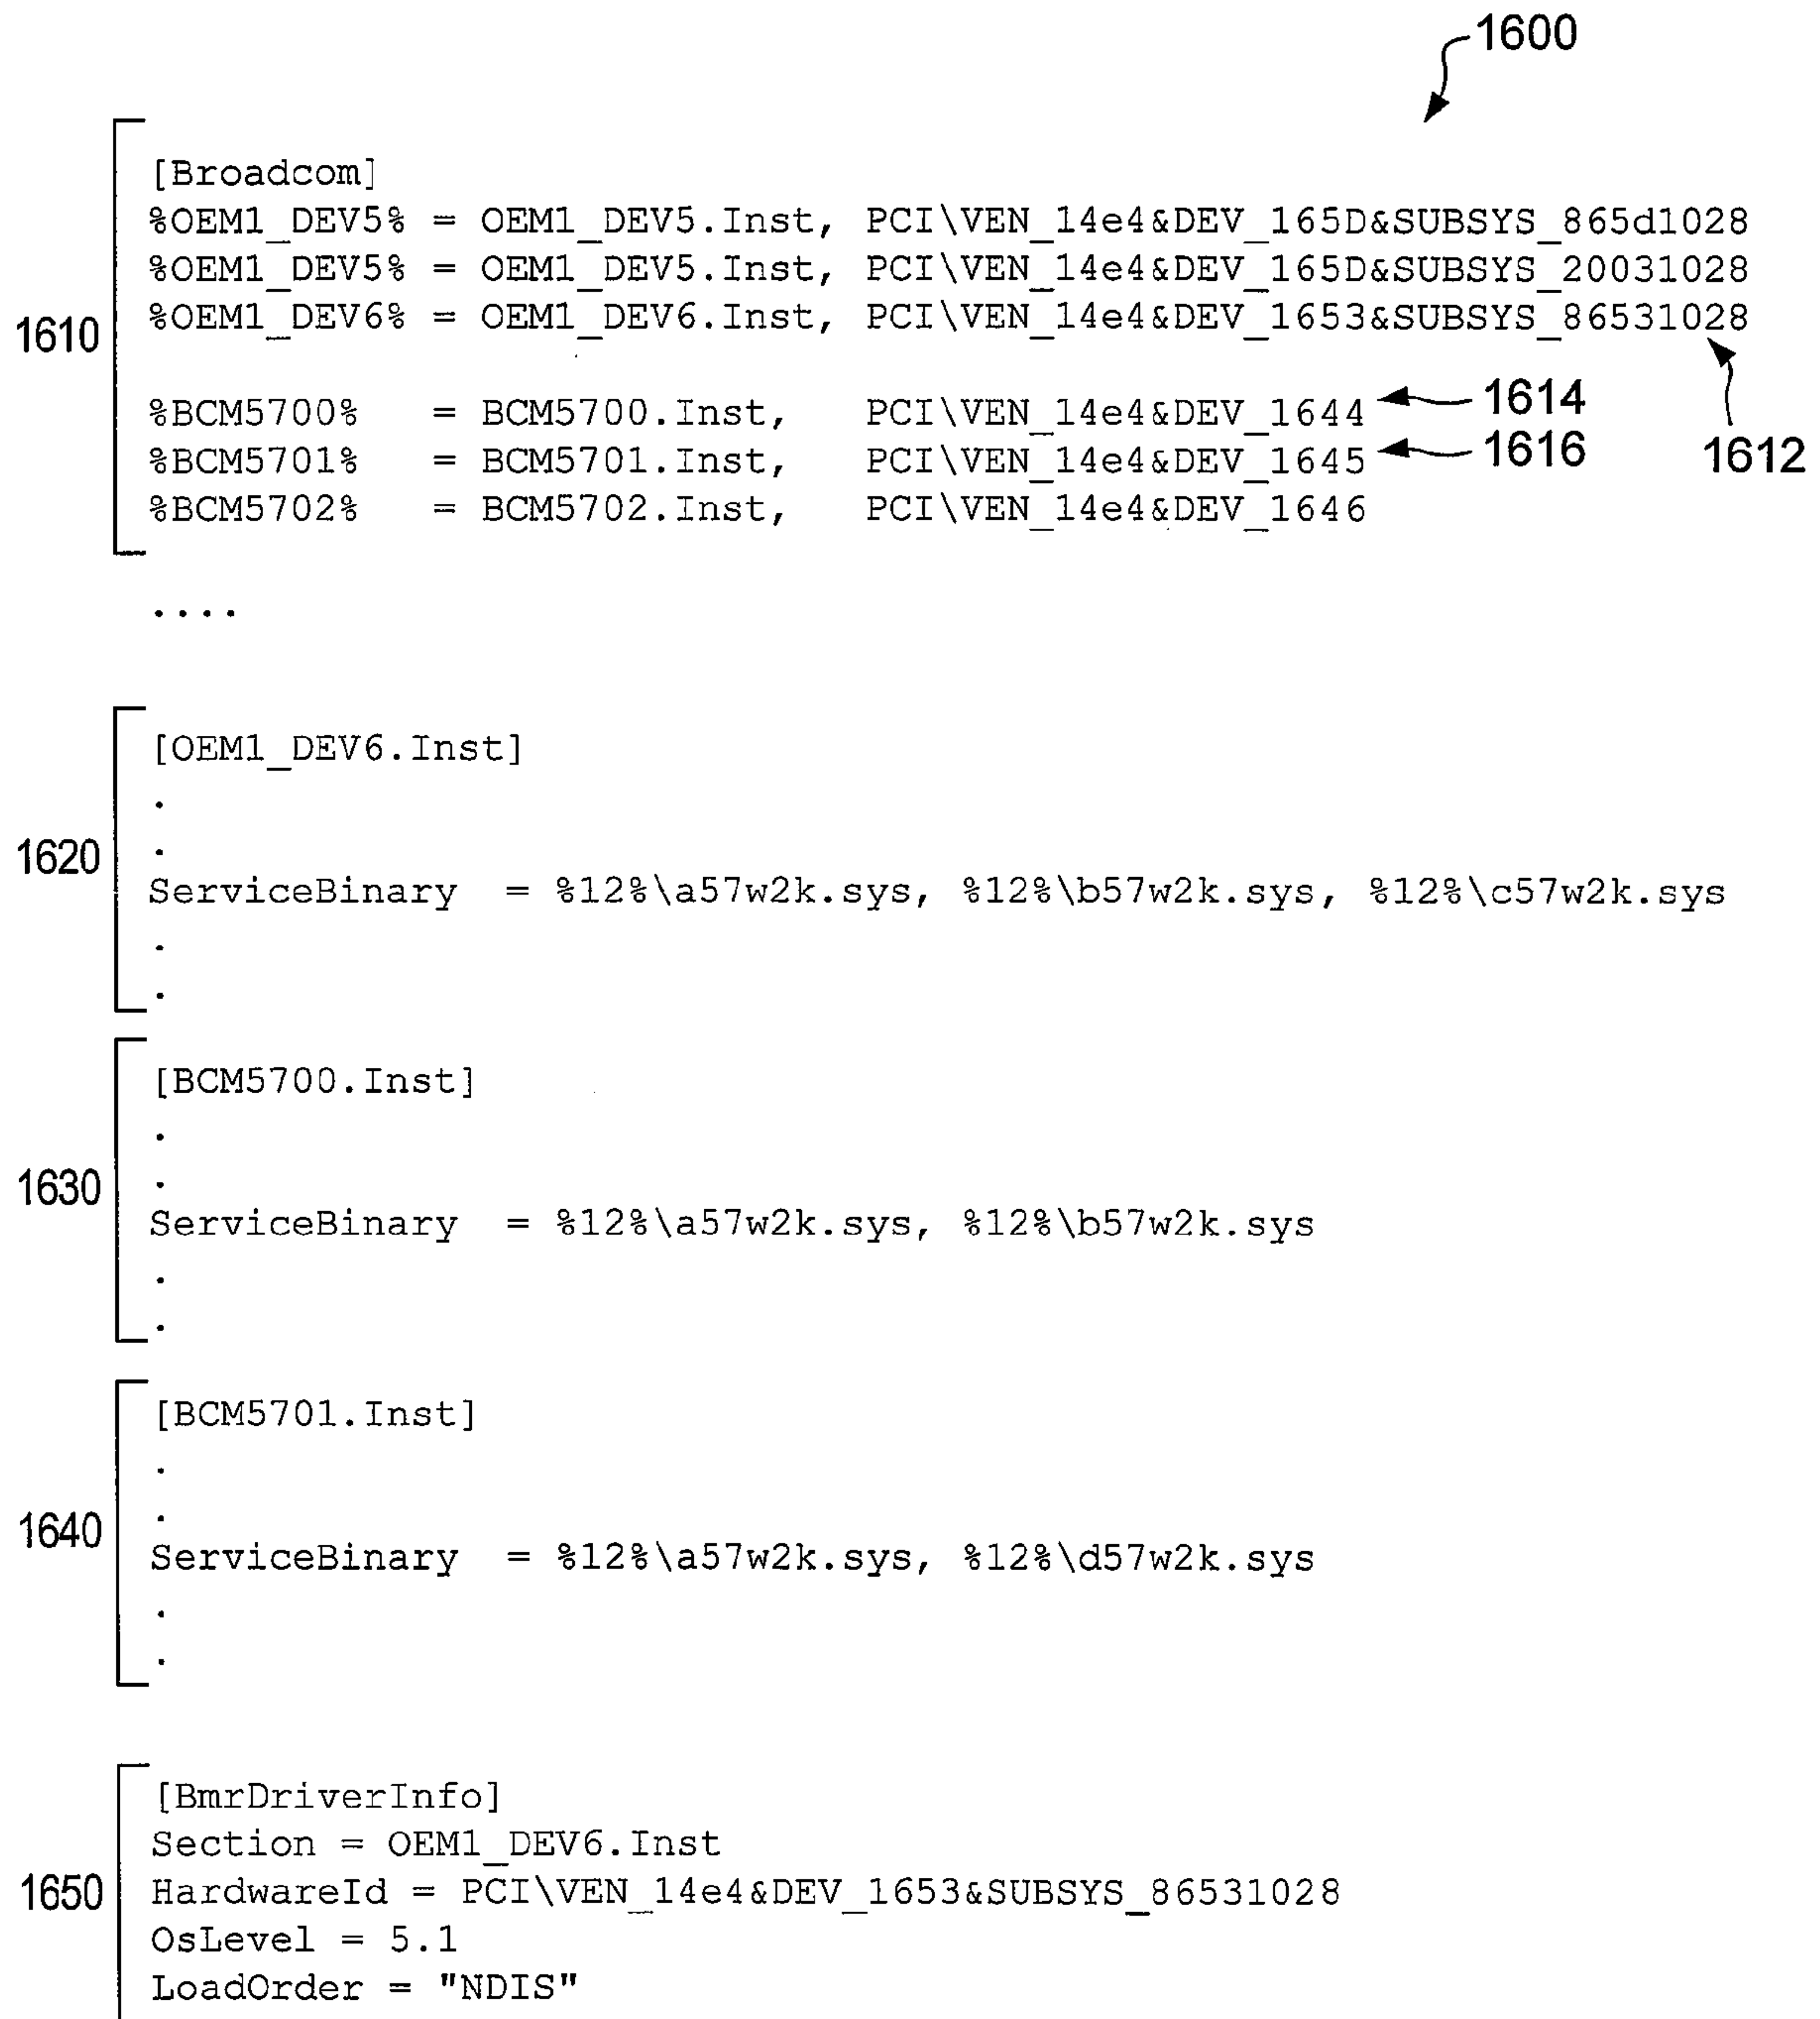 1600
[Broadcom]
%OEM1_DEV5% = OEM1_DEV5.Inst, PCI\VEN_14e4&DEV_165D&SUBSYS_865d1028
%OEM1_DEV5% = OEM1_DEV5.Inst, PCI\VEN_14e4&DEV_165D&SUBSYS_20031028
1610 %OEM1_DEV6% = OEM1_DEV6.Inst, PCI\VEN_14e4&DEV_1653&SUBSYS_86531028
%BCM5700% = BCM5700.Inst, PCI\VEN_14e4&DEV_1644 1614
%BCM5701% = BCM5701.Inst, PCI\VEN_14e4&DEV_1645 1616 1612
%BCM5702% = BCM5702.Inst, PCI\VEN_14e4&DEV_1646
....
[OEM1_DEV6.Inst]
.
1620 .
ServiceBinary = %12%\a57w2k.sys, %12%\b57w2k.sys, %12%\c57w2k.sys
.
.
[BCM5700.Inst]
.
1630 .
ServiceBinary = %12%\a57w2k.sys, %12%\b57w2k.sys
.
.
[BCM5701.Inst]
.
1640 .
ServiceBinary = %12%\a57w2k.sys, %12%\d57w2k.sys
.
.
[BmrDriverInfo]
Section = OEM1_DEV6.Inst
1650 HardwareId = PCI\VEN_14e4&DEV_1653&SUBSYS_86531028
OsLevel = 5.1
LoadOrder = "NDIS"